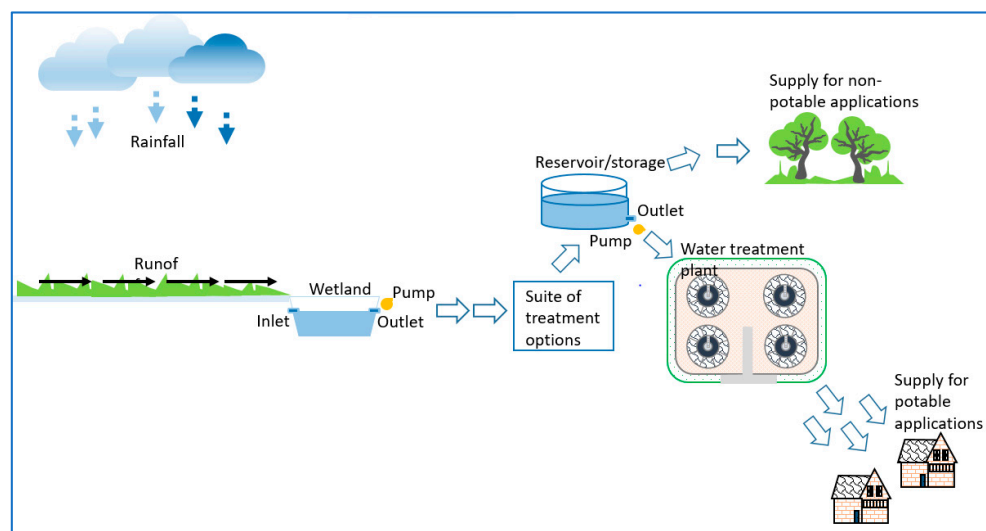 Rainfall
Supply for non-
potable applications
Reservoir/storage
Outlet
Pump
Water treatment
plant
Runof
f
Wetland
Pump
Inlet
Outlet
Suite of
treatment
options
Supply for
potable
applications